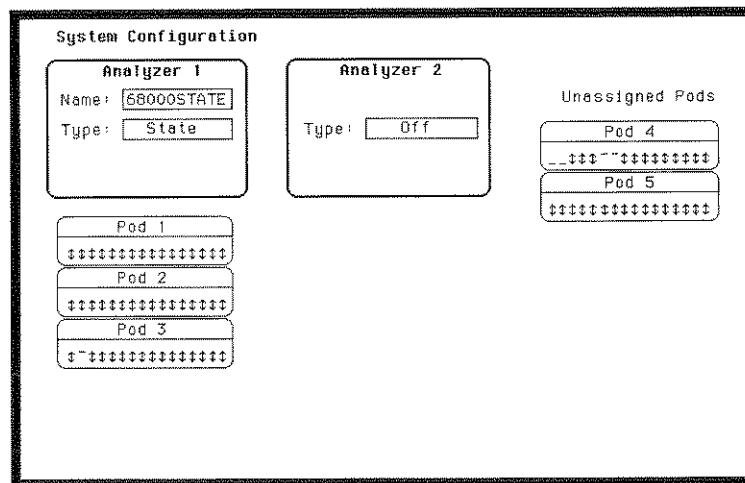 System Configuration
Analyzer 1
Name: 68000STATE
Type: State
Analyzer 2
Type: Off
Unassigned Pods
Pod 4
__↕↕↕¯¯↕↕↕↕↕↕↕↕↕
Pod 5
↕↕↕↕↕↕↕↕↕↕↕↕↕↕↕↕
Pod 1
↕↕↕↕↕↕↕↕↕↕↕↕↕↕↕↕
Pod 2
↕↕↕↕↕↕↕↕↕↕↕↕↕↕↕↕
Pod 3
↕¯↕↕↕↕↕↕↕↕↕↕↕↕↕↕